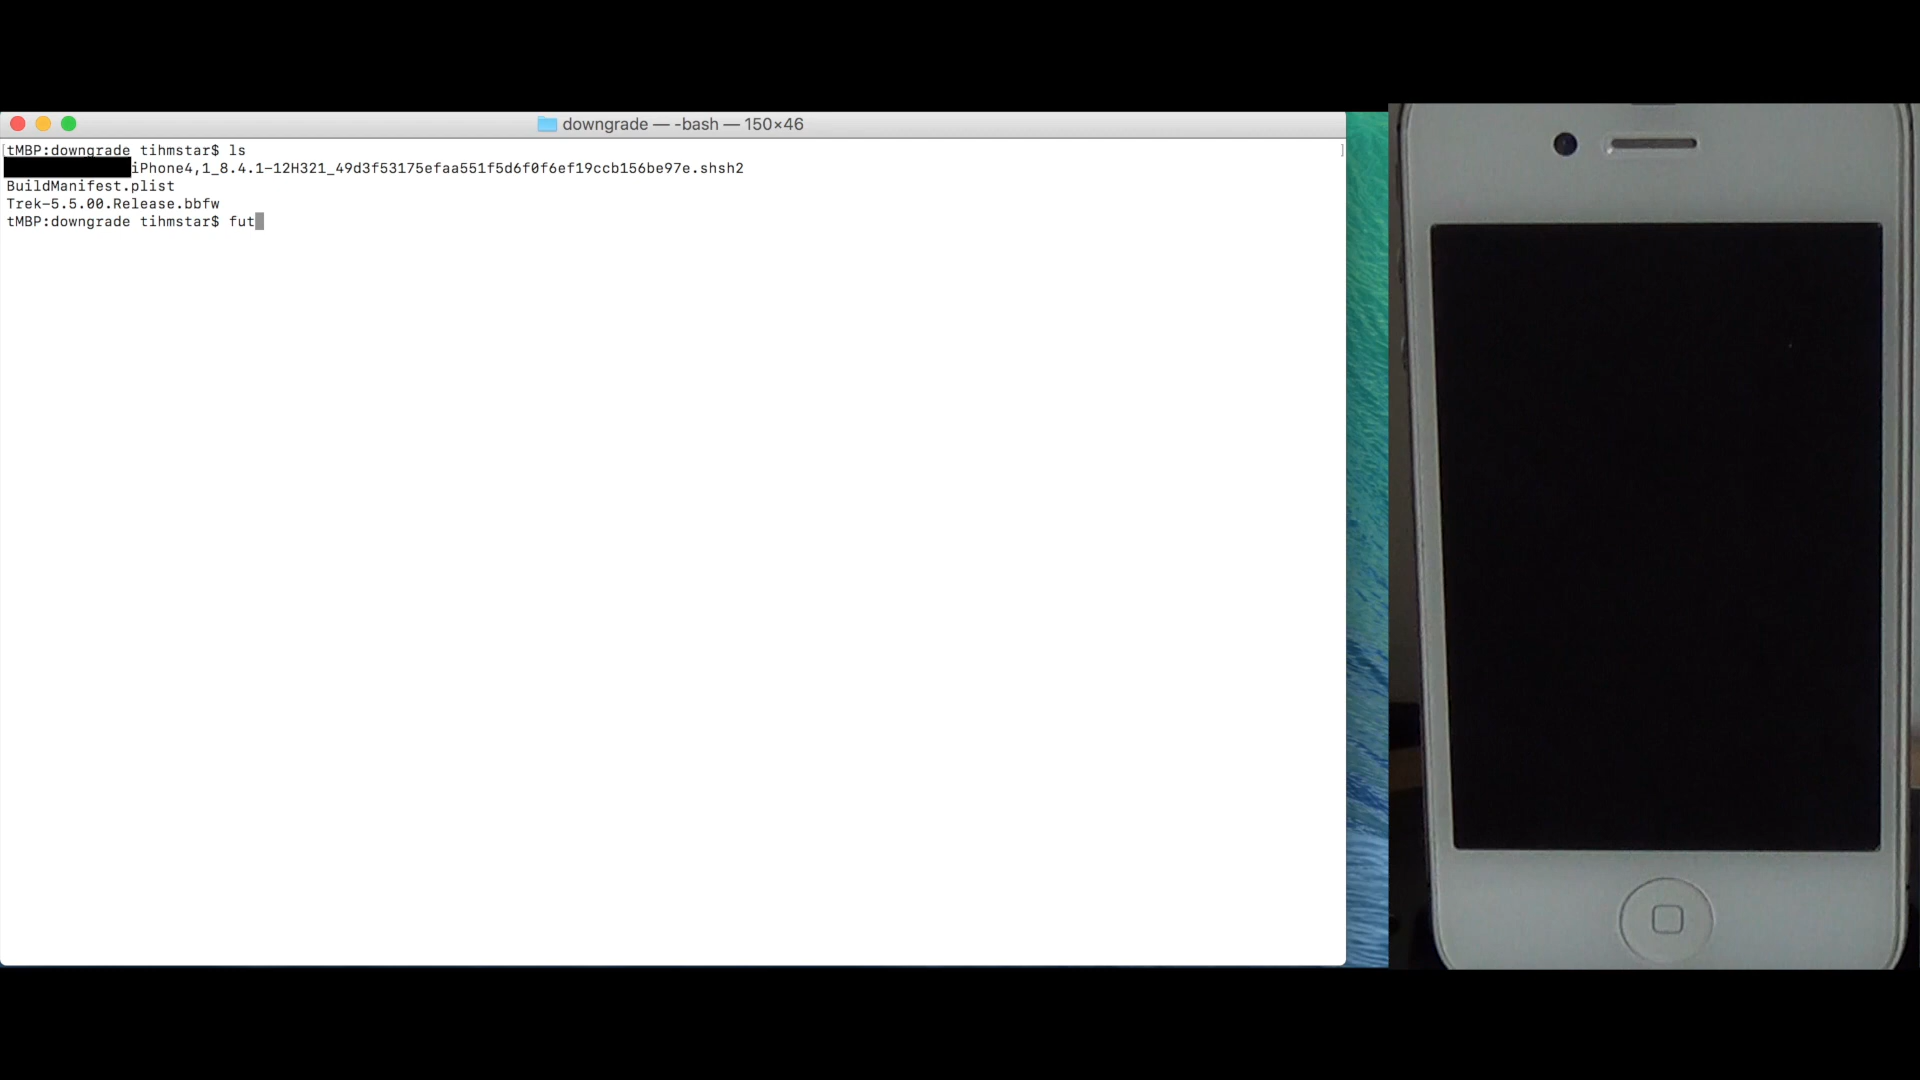 downgrade — -bash — 150×46
[tMBP:downgrade tihmstar$ ls ]
iPhone4,1_8.4.1-12H321_49d3f53175efaa551f5d6f0f6ef19ccb156be97e.shsh2
BuildManifest.plist
Trek-5.5.00.Release.bbfw
tMBP:downgrade tihmstar$ fut